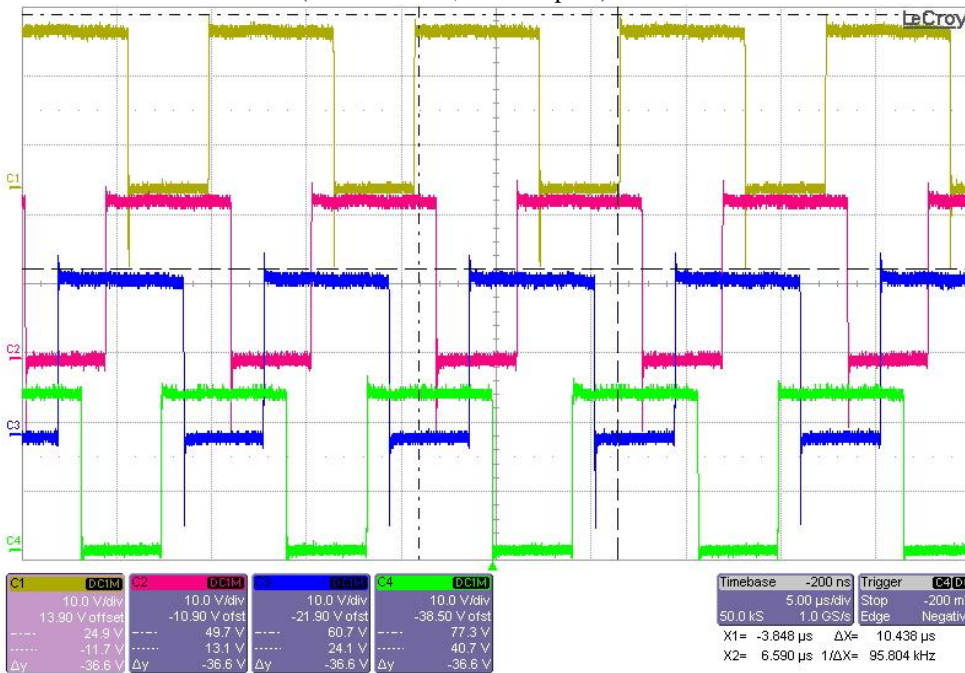 LeCroy
C1
C2
C3
C4
C1 DC1M
10.0 V/div
13.90 V offset
24.9 V
-11.7 V
Δy -36.6 V
C2 DC1M
10.0 V/div
-10.90 V ofst
49.7 V
13.1 V
-36.6 V
C3 DC1M
10.0 V/div
-21.90 V ofst
60.7 V
24.1 V
Δy -36.6 V
C4 DC1M
10.0 V/div
-38.50 V ofst
77.3 V
40.7 V
Δy -36.6 V
Timebase -200 ns
5.00 µs/div
50.0 kS 1.0 GS/s
Trigger C4 D
Stop -200 m
Edge Negativ
X1= -3.848 µs ΔX= 10.438 µs
X2= 6.590 µs 1/ΔX= 95.804 kHz